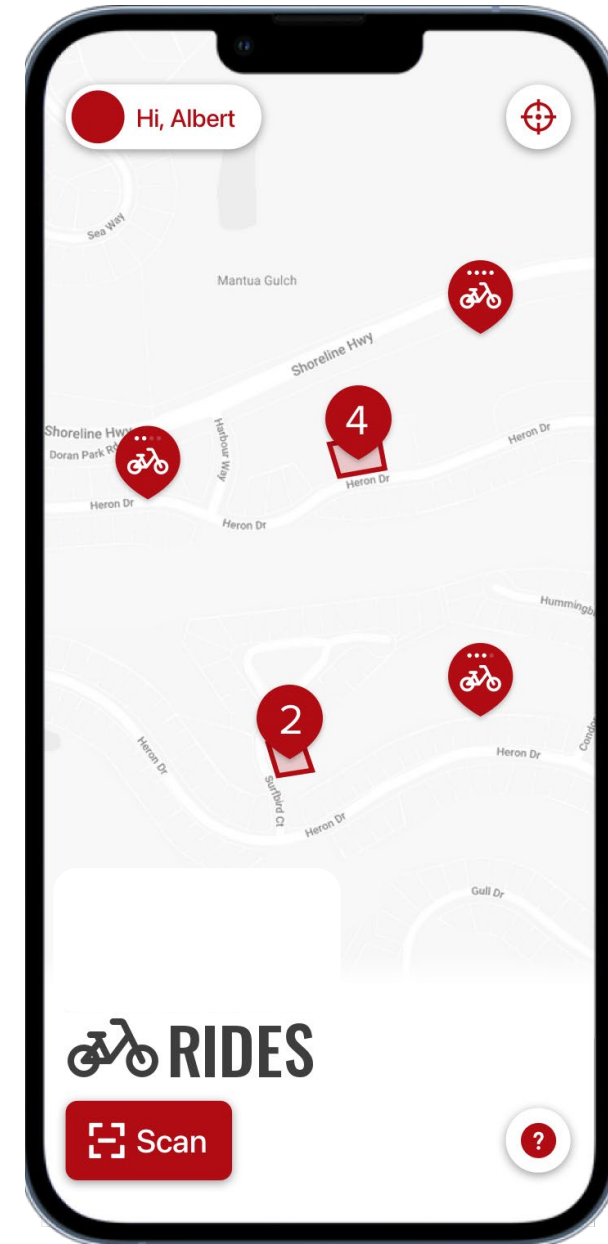 Hi, Albert
Sea Way
Mantua Gulch
Shoreline Hwy
4
Shoreline Hwy
Doran Park Rd
Harbour Way
Heron Dr
Heron Dr
Heron Dr
Heron Dr
Hummingb
2
Heron Dr
Surfbird Ct
Heron Dr
Heron Dr
Condor
Gull Dr
RIDES
Scan
?